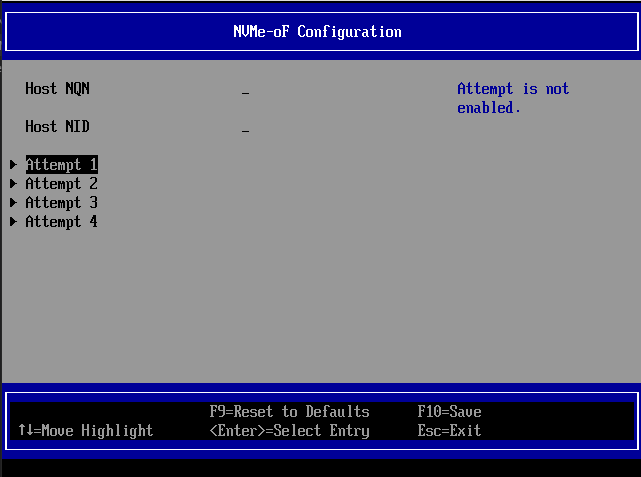 NVMe-oF Configuration
Host NQN _
Attempt is not
enabled.
Host NID _
Attempt 1
Attempt 2
Attempt 3
Attempt 4
F9=Reset to Defaults F10=Save
↑↓=Move Highlight <Enter>=Select Entry Esc=Exit